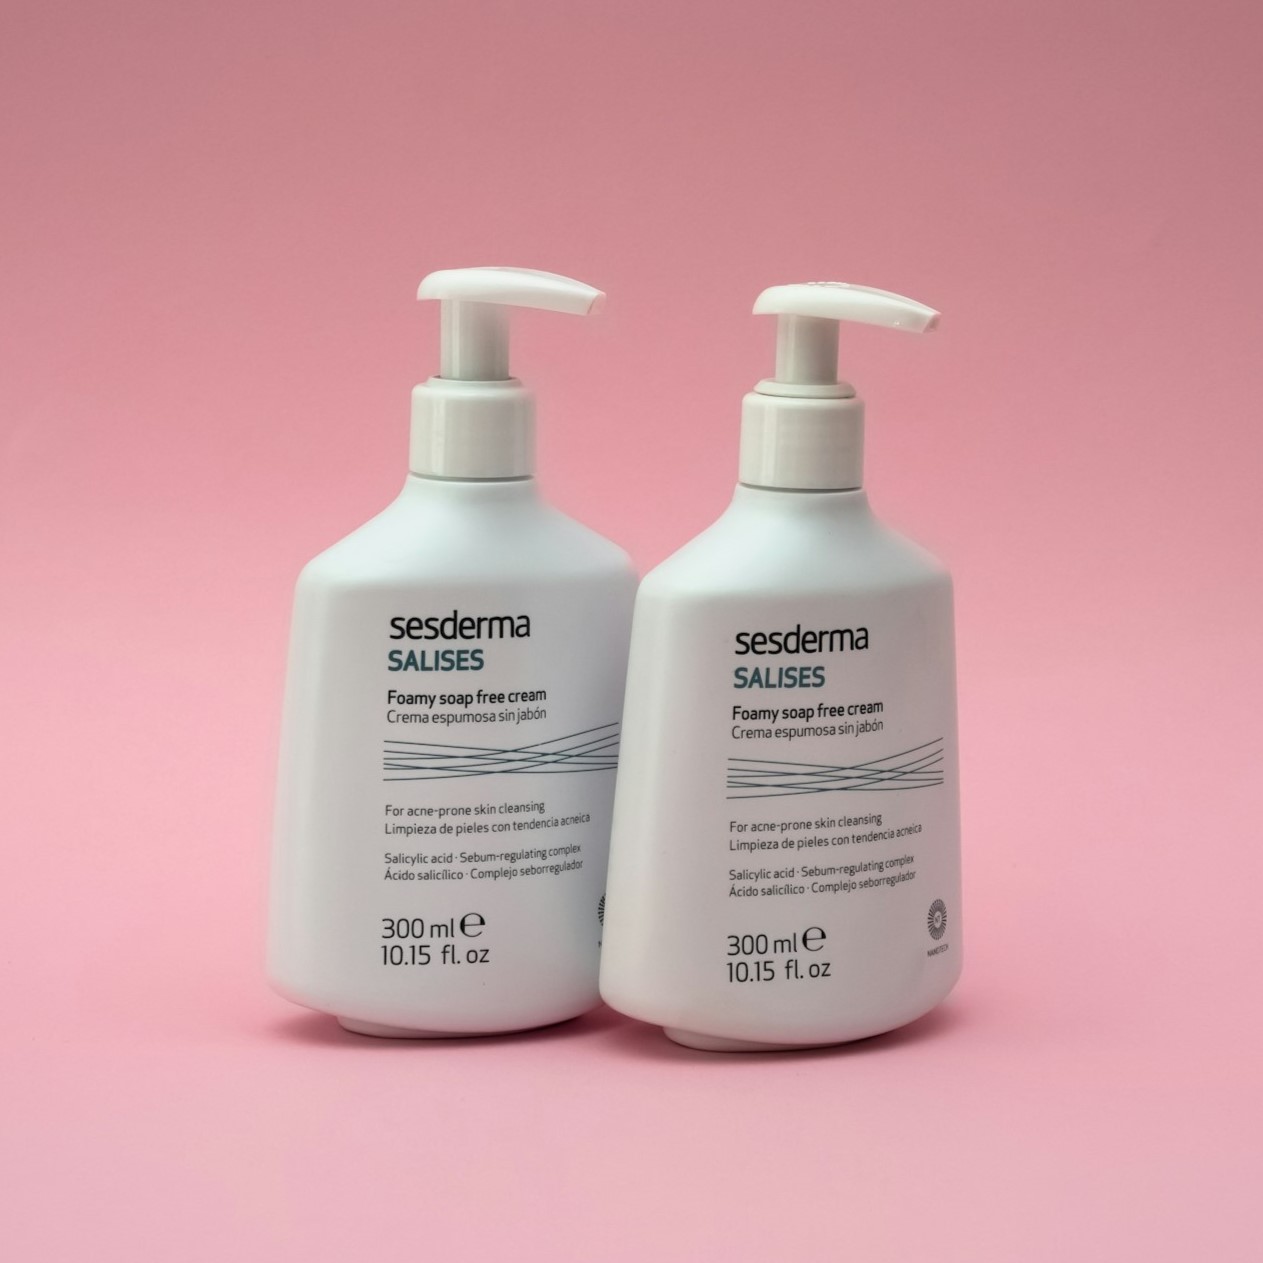 sesderma
SALISES
Foamy soap free cream
Crema espumosa sin jabón
For acne-prone skin cleansing
Limpieza de pieles con tendencia acneica
Salicylic acid · Sebum-regulating complex
Ácido salicílico · Complejo seborregulador
300 ml ℮
10.15 fl. oz
sesderma
SALISES
Foamy soap free cream
Crema espumosa sin jabón
For acne-prone skin cleansing
Limpieza de pieles con tendencia acneica
Salicylic acid · Sebum-regulating complex
Ácido salicílico · Complejo seborregulador
300 ml ℮
10.15 fl. oz
NANOTECH